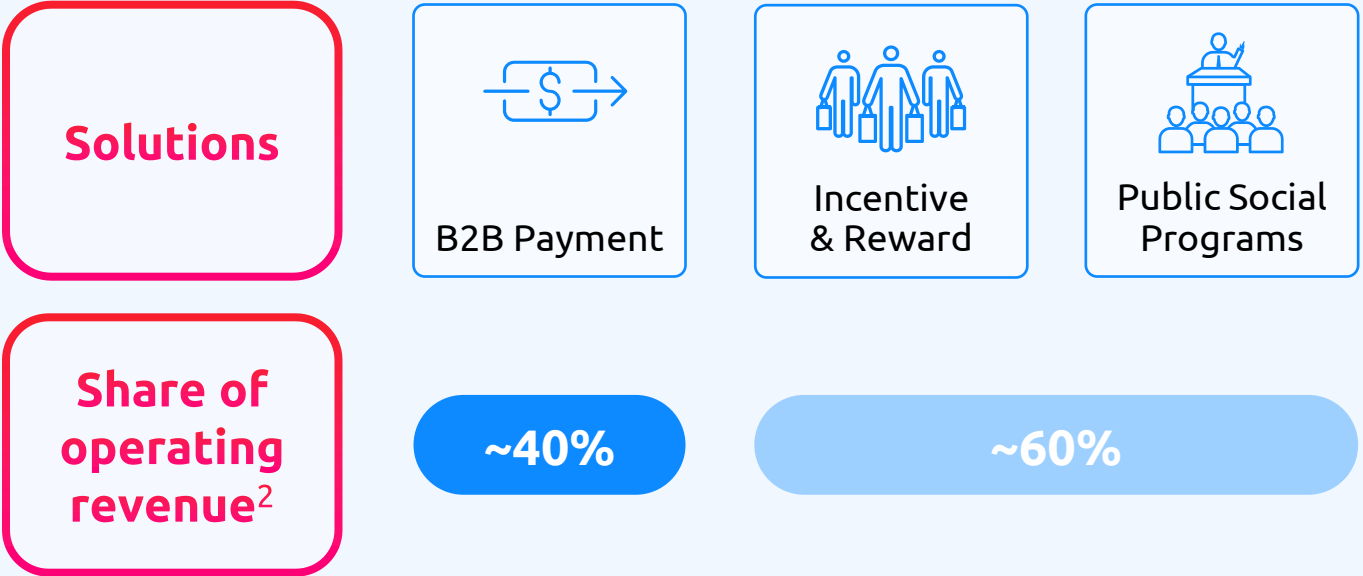 Solutions
B2B Payment
Incentive
& Reward
Public Social
Programs
Share of
operating
revenue2
~40%
~60%